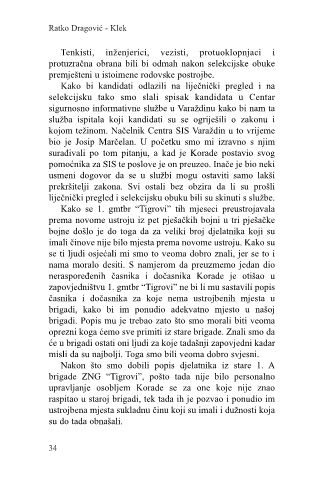 Ratko Dragović - Klek
Tenkisti, inženjerici, vezisti, protuoklopnjaci i
protuzračna obrana bili bi odmah nakon selekcijske obuke
premješteni u istoimene rodovske postrojbe.
Kako bi kandidati odlazili na liječnički pregled i na
selekcijsku tako smo slali spisak kandidata u Centar
sigurnosno informativne službe u Varaždinu kako bi nam ta
služba ispitala koji kandidati su se ogriješili o zakonu i
kojom težinom. Načelnik Centra SIS Varaždin u to vrijeme
bio je Josip Marčelan. U početku smo mi izravno s njim
surađivali po tom pitanju, a kad je Korade postavio svog
pomoćnika za SIS te poslove je on preuzeo. Inače je bio neki
usmeni dogovor da se u službi mogu ostaviti samo lakši
prekršitelji zakona. Svi ostali bez obzira da li su prošli
liječnički pregled i selekcijsku obuku bili su skinuti s službe.
Kako se 1. gmtbr “Tigrovi” tih mjeseci preustrojavala
prema novome ustroju iz pet pješačkih bojni u tri pješačke
bojne došlo je do toga da za veliki broj djelatnika koji su
imali činove nije bilo mjesta prema novome ustroju. Kako su
se ti ljudi osjećali mi smo to veoma dobro znali, jer se to i
nama moralo desiti. S namjerom da preuzmemo jedan dio
neraspoređenih časnika i dočasnika Korade je otišao u
zapovjedništvu 1. gmtbr “Tigrovi” ne bi li mu sastavili popis
časnika i dočasnika za koje nema ustrojbenih mjesta u
brigadi, kako bi im ponudio adekvatno mjesto u našoj
brigadi. Popis mu je trebao zato što smo morali biti veoma
oprezni koga ćemo sve primiti iz stare brigade. Znali smo da
će u brigadi ostati oni ljudi za koje tadašnji zapovjedni kadar
misli da su najbolji. Toga smo bili veoma dobro svjesni.
Nakon što smo dobili popis djelatnika iz stare 1. A
brigade ZNG “Tigrovi”, pošto tada nije bilo personalno
upravljanje osobljem Korade se za one koje nije znao
raspitao u staroj brigadi, tek tada ih je pozvao i ponudio im
ustrojbena mjesta sukladnu činu koji su imali i dužnosti koja
su do tada obnašali.
34